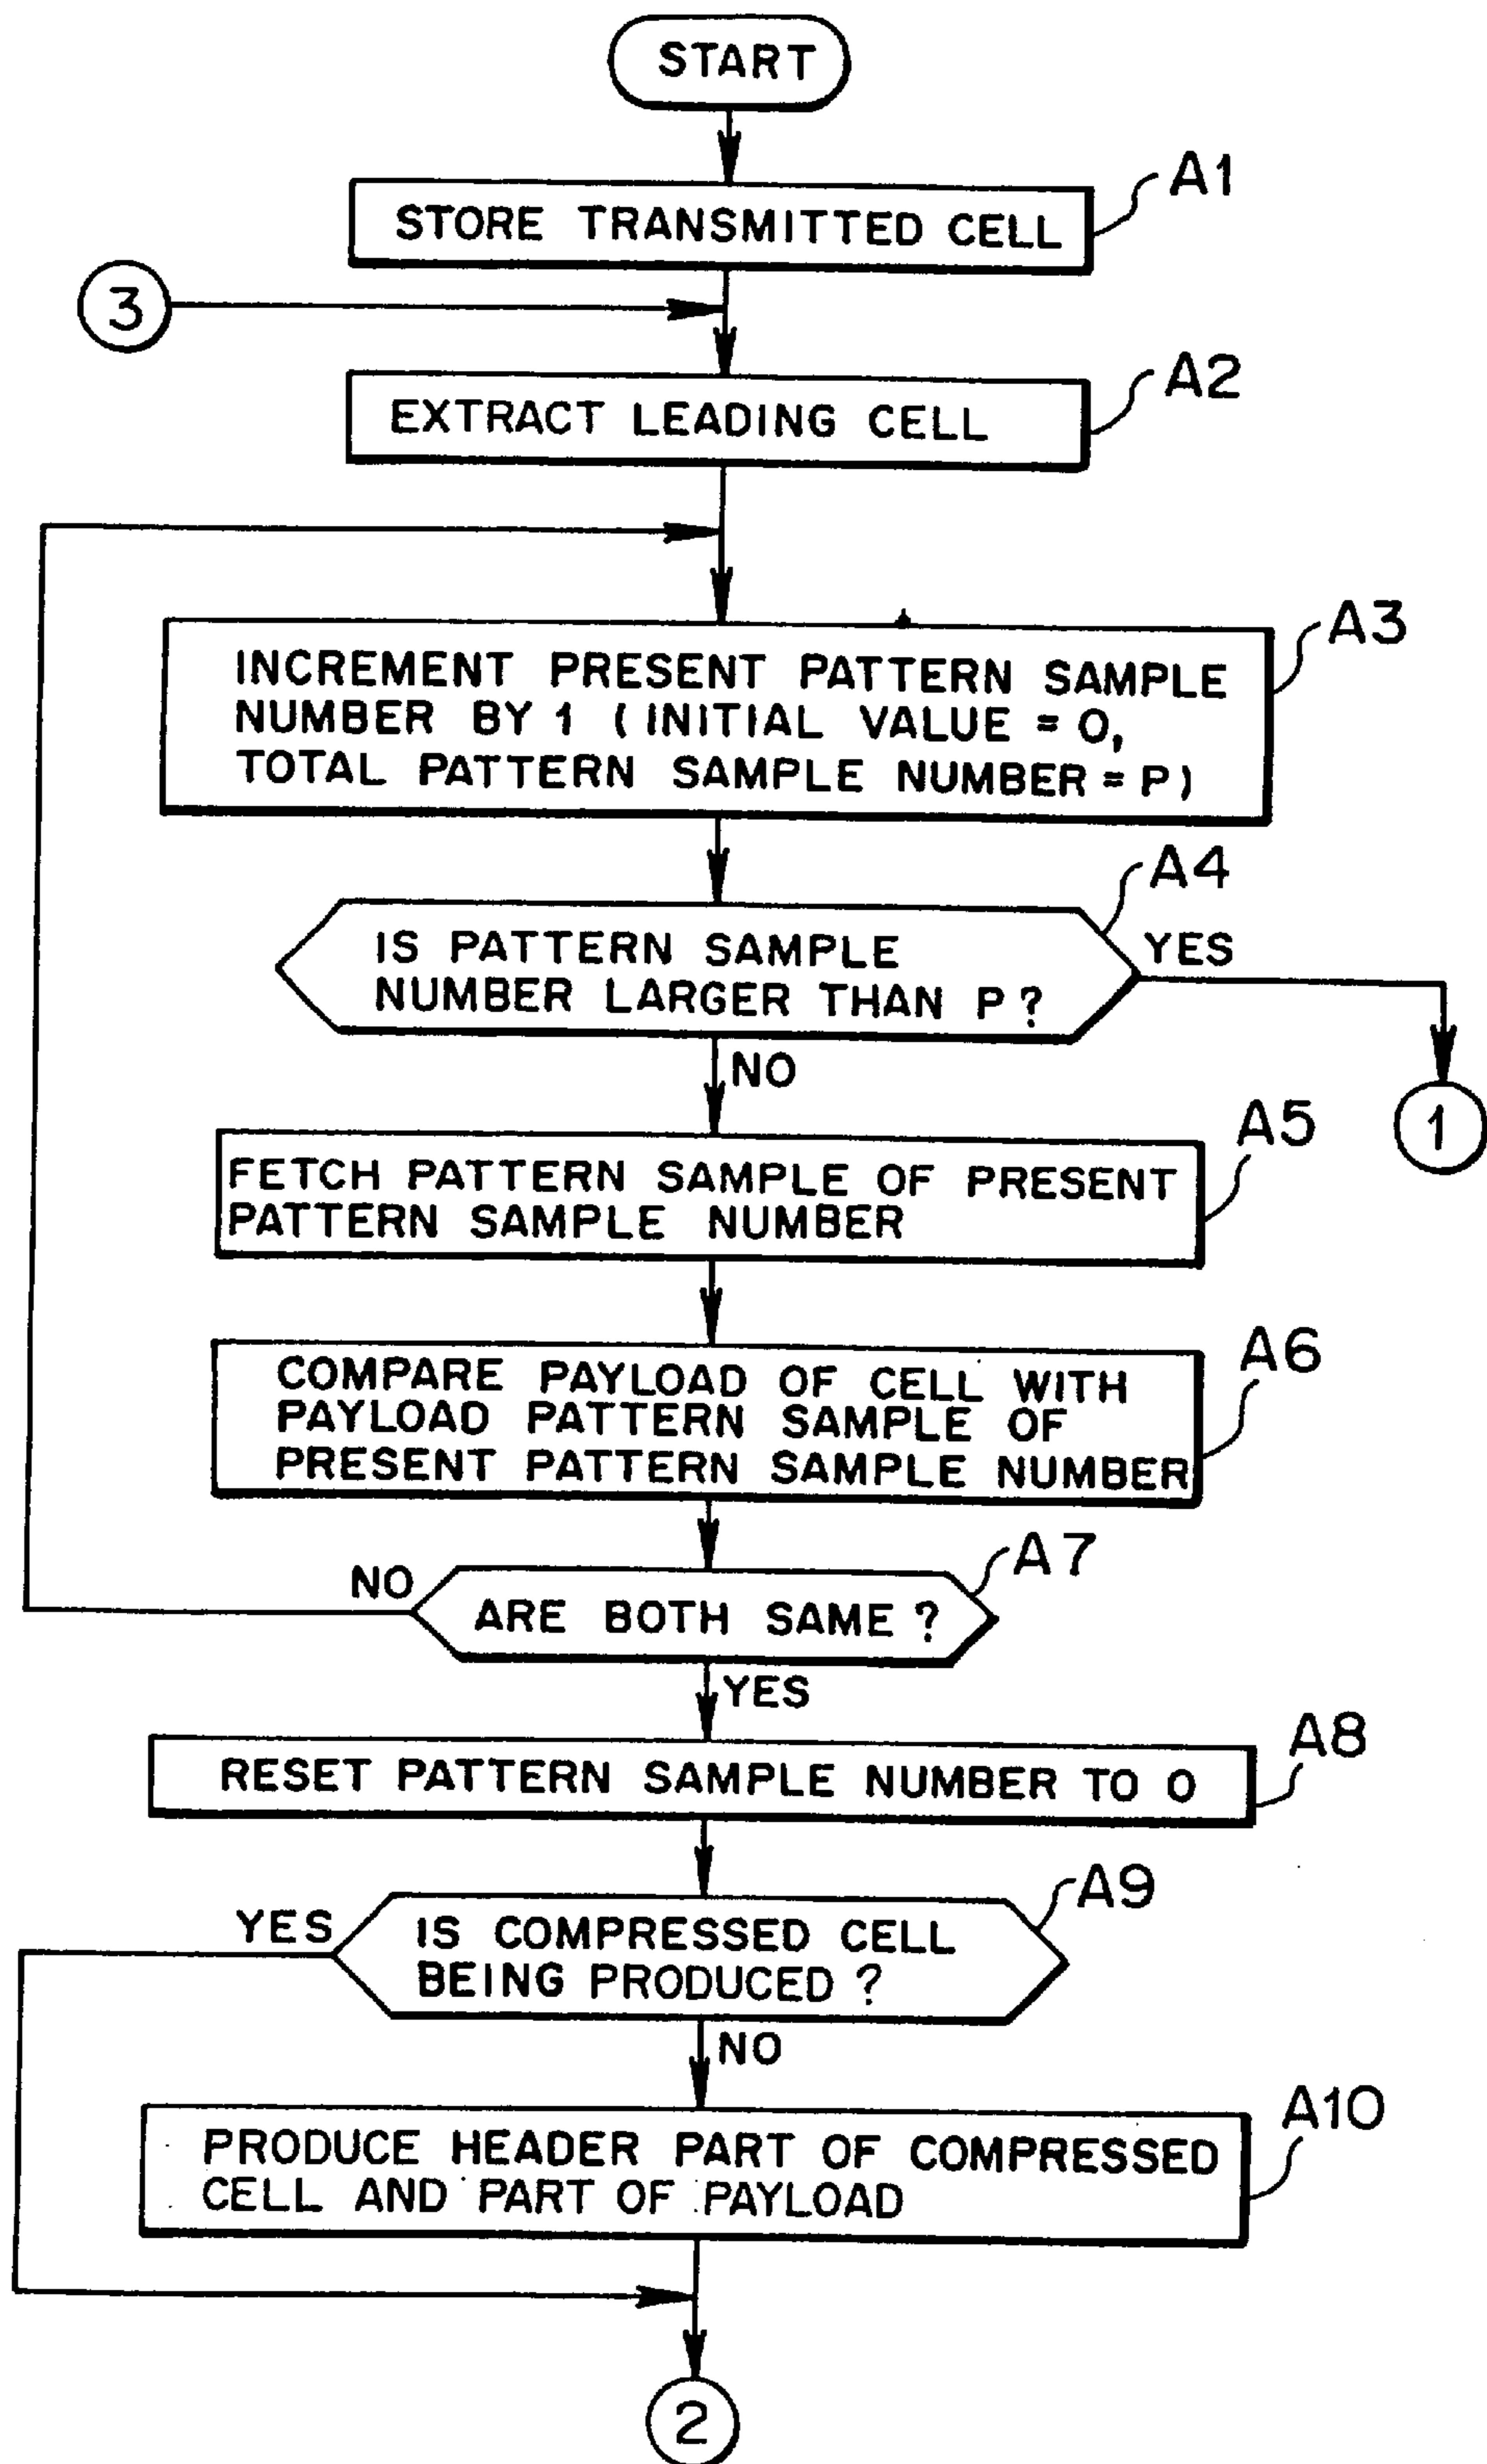 START
A1
STORE TRANSMITTED CELL
3
A2
EXTRACT LEADING CELL
A3
INCREMENT PRESENT PATTERN SAMPLE
NUMBER BY 1 (INITIAL VALUE = 0,
TOTAL PATTERN SAMPLE NUMBER = P)
A4
IS PATTERN SAMPLE
NUMBER LARGER THAN P?
YES
NO
1
A5
FETCH PATTERN SAMPLE OF PRESENT
PATTERN SAMPLE NUMBER
A6
COMPARE PAYLOAD OF CELL WITH
PAYLOAD PATTERN SAMPLE OF
PRESENT PATTERN SAMPLE NUMBER
A7
NO
ARE BOTH SAME ?
YES
A8
RESET PATTERN SAMPLE NUMBER TO 0
A9
YES
IS COMPRESSED CELL
BEING PRODUCED ?
NO
A10
PRODUCE HEADER PART OF COMPRESSED
CELL AND PART OF PAYLOAD
2